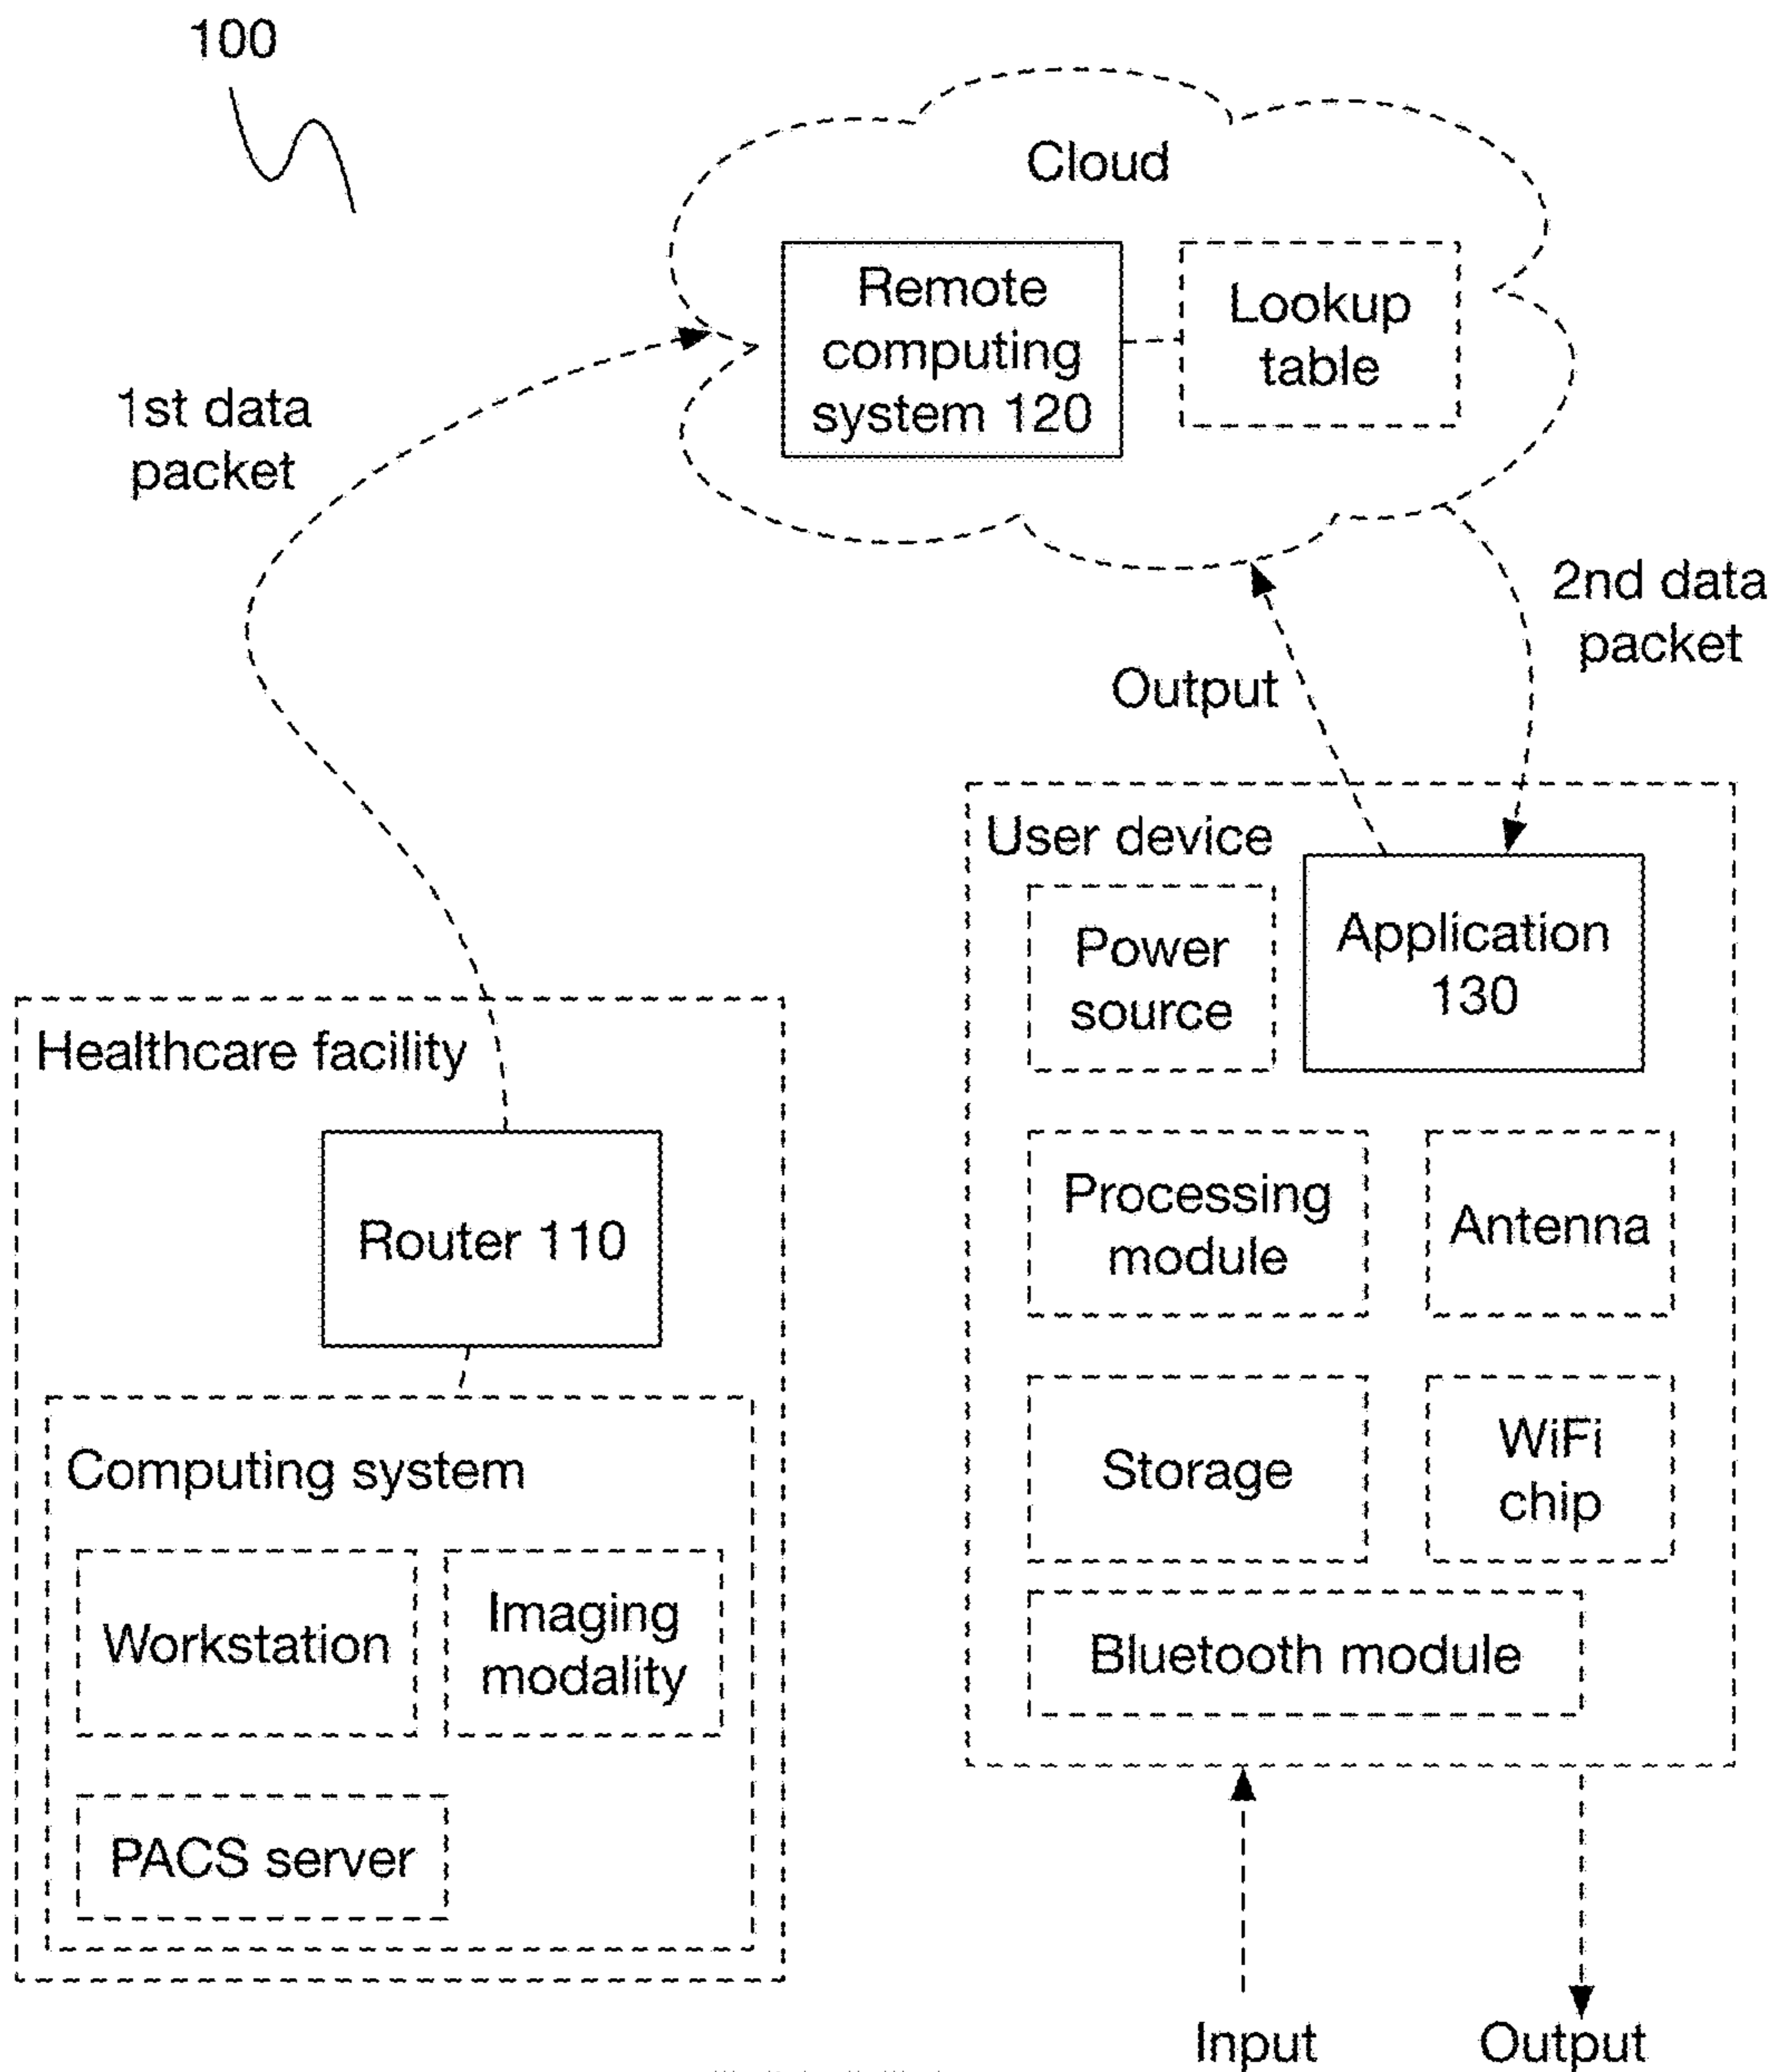 100
Cloud
Remote
computing
system 120
Lookup
table
1st data
packet
2nd data
packet
Output
User device
Power
source
Application
130
Healthcare facility
Router 110
Processing
module
Antenna
Computing system
Storage
WiFi
chip
Workstation
Imaging
modality
Bluetooth module
PACS server
Input
Output